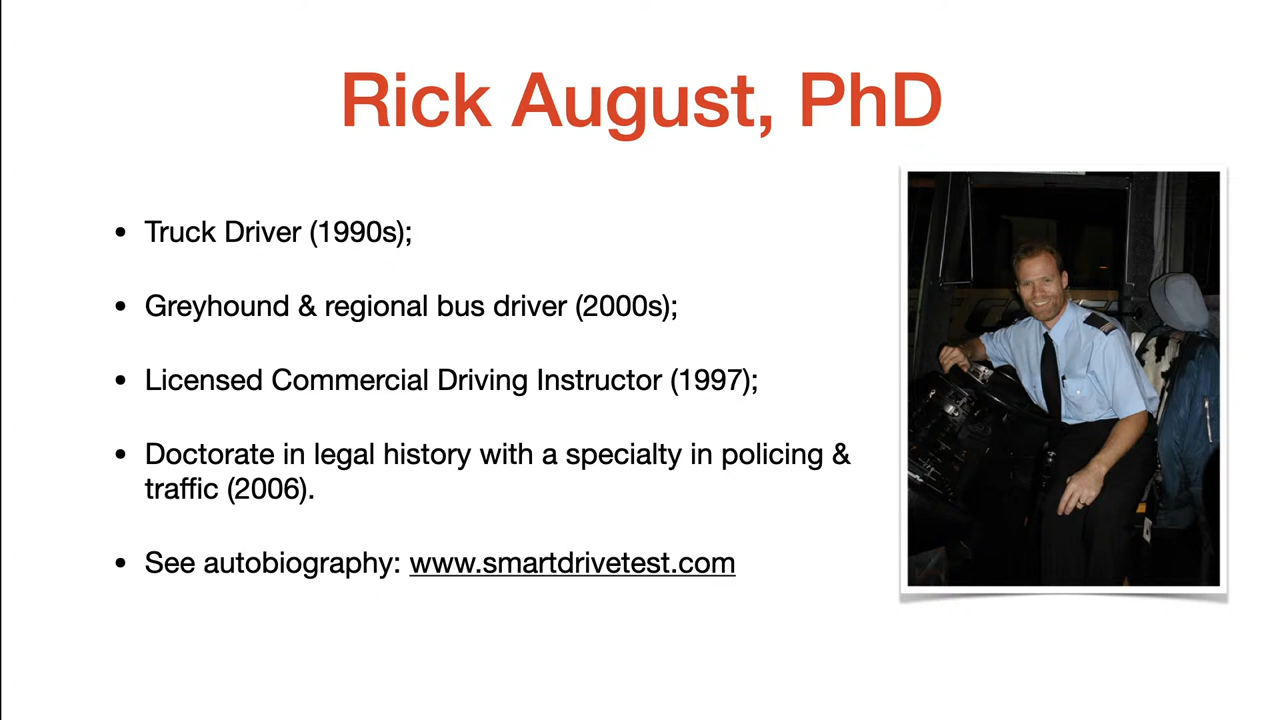 Rick August, PhD
• Truck Driver (1990s);
• Greyhound & regional bus driver (2000s);
• Licensed Commercial Driving Instructor (1997);
• Doctorate in legal history with a specialty in policing &
traffic (2006).
• See autobiography: www.smartdrivetest.com